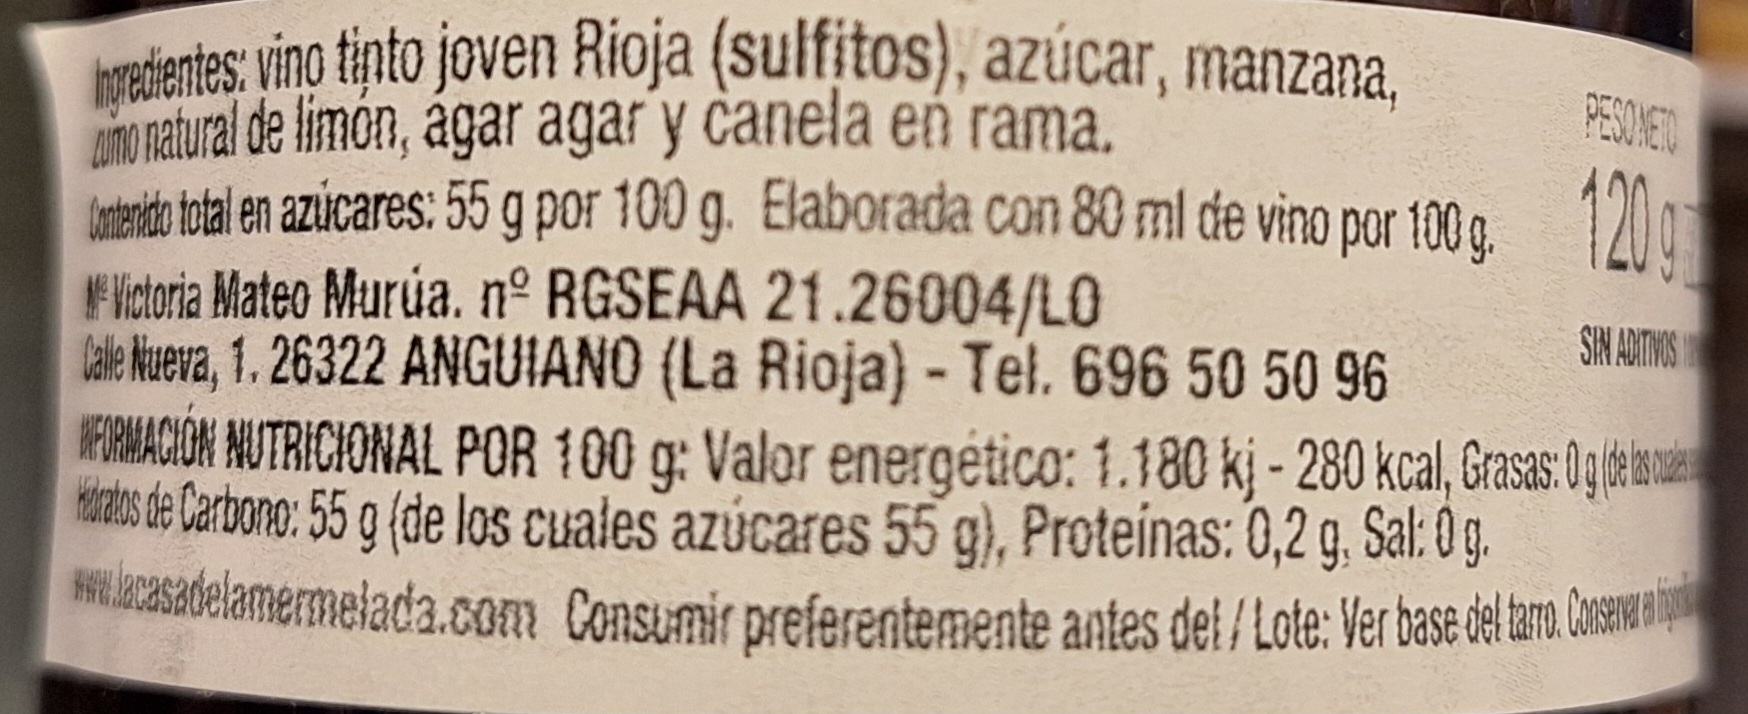 Ingredientes: vino tinto joven Rioja (sulfitos), azúcar, manzana,
zumo natural de limón, agar agar y canela en rama.
Contenido total en azúcares: 55 g por 100 g. Elaborada con 80 ml de vino por 100 g.
Mª Victoria Mateo Murúa. nº RGSEAA 21.26004/LO
Calle Nueva, 1. 26322 ANGUIANO (La Rioja) - Tel. 696 50 50 96
INFORMACIÓN NUTRICIONAL POR 100 g: Valor energético: 1.180 kj - 280 kcal, Grasas: 0 g (de las cuales
Hidratos de Carbono: 55 g (de los cuales azúcares 55 g), Proteínas: 0,2 g, Sal: 0 g.
www.lacasadelamermelada.com Consumir preferentemente antes del / Lote: Ver base del tarro. Conservar en
PESO NETO
120 g
SIN ADITIVOS